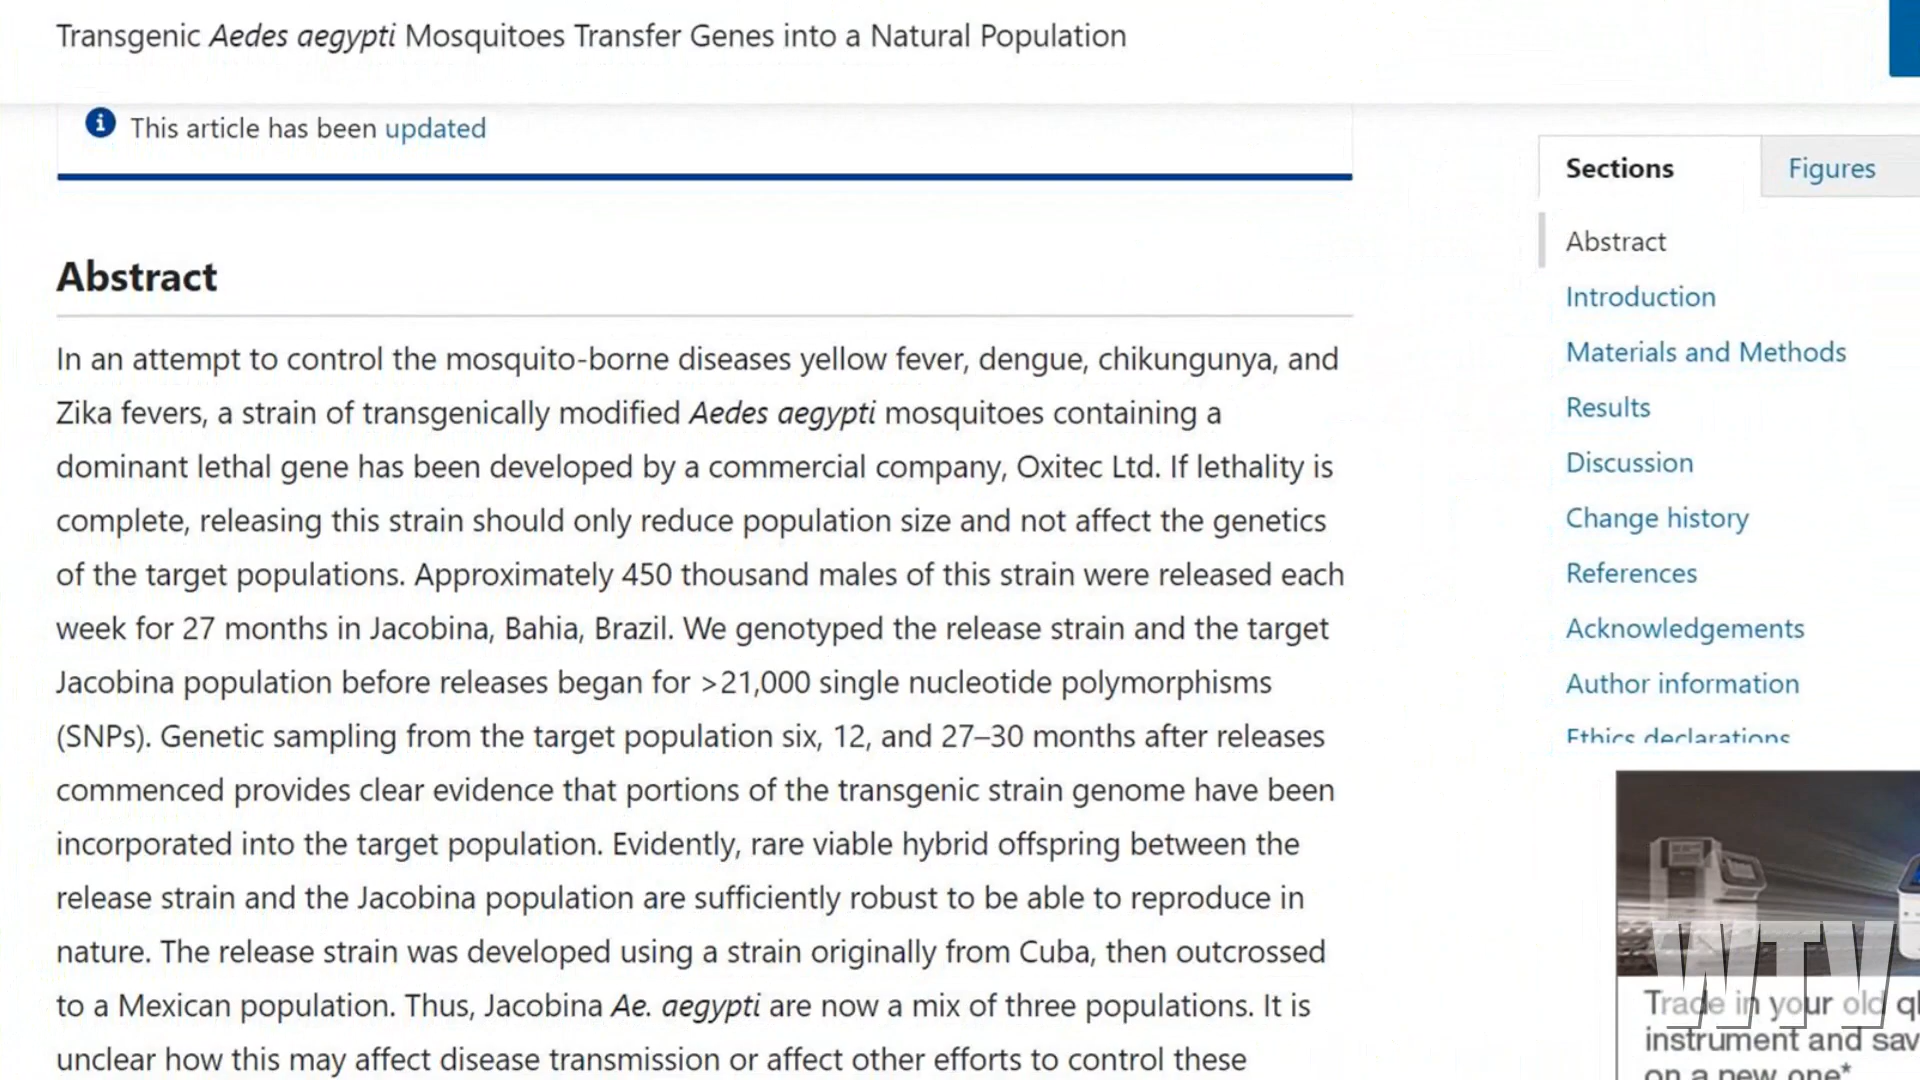 Transgenic Aedes aegypti Mosquitoes Transfer Genes into a Natural Population
This article has been updated
Abstract
In an attempt to control the mosquito-borne diseases yellow fever, dengue, chikungunya, and
Zika fevers, a strain of transgenically modified Aedes aegypti mosquitoes containing a
dominant lethal gene has been developed by a commercial company, Oxitec Ltd. If lethality is
complete, releasing this strain should only reduce population size and not affect the genetics
of the target populations. Approximately 450 thousand males of this strain were released each
week for 27 months in Jacobina, Bahia, Brazil. We genotyped the release strain and the target
Jacobina population before releases began for >21,000 single nucleotide polymorphisms
(SNPs). Genetic sampling from the target population six, 12, and 27–30 months after releases
commenced provides clear evidence that portions of the transgenic strain genome have been
incorporated into the target population. Evidently, rare viable hybrid offspring between the
release strain and the Jacobina population are sufficiently robust to be able to reproduce in
nature. The release strain was developed using a strain originally from Cuba, then outcrossed
to a Mexican population. Thus, Jacobina Ae. aegypti are now a mix of three populations. It is
unclear how this may affect disease transmission or affect other efforts to control these
Sections
Figures
Abstract
Introduction
Materials and Methods
Results
Discussion
Change history
References
Acknowledgements
Author information
Ethics declarations
WTV
Trade in your old
instrument and sav
on a new one*